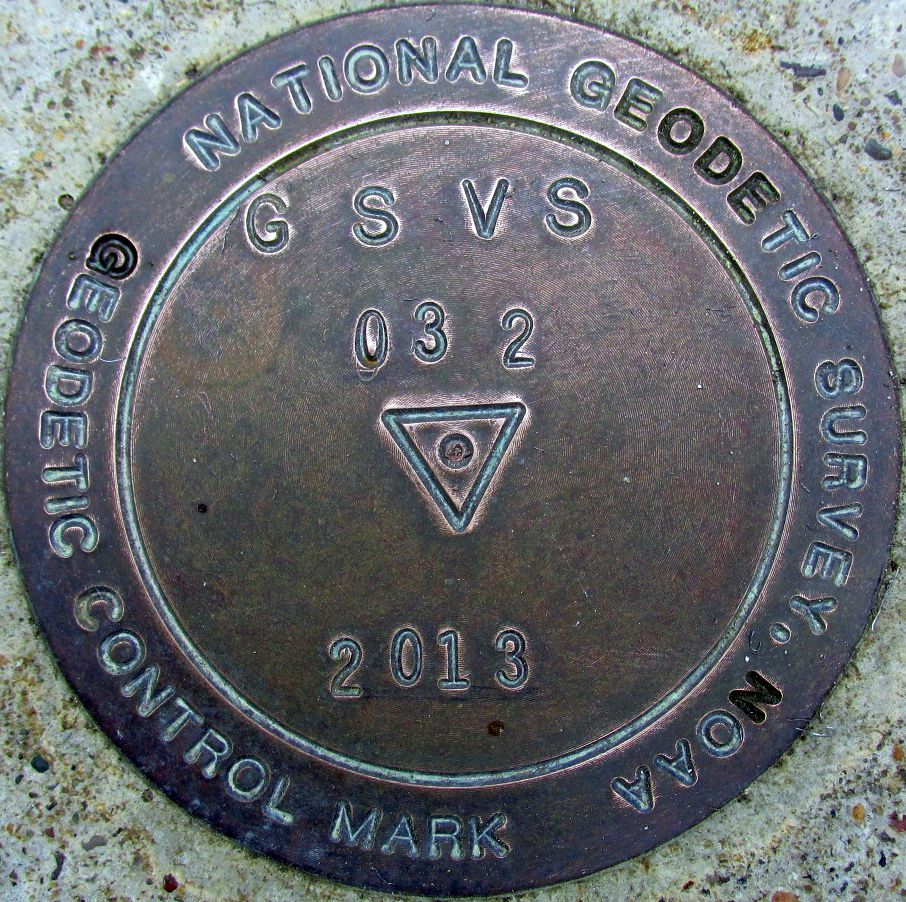 NATIONAL GEODETIC SURVEY, NOAA
GSVS
032
2013
GEODETIC CONTROL MARK